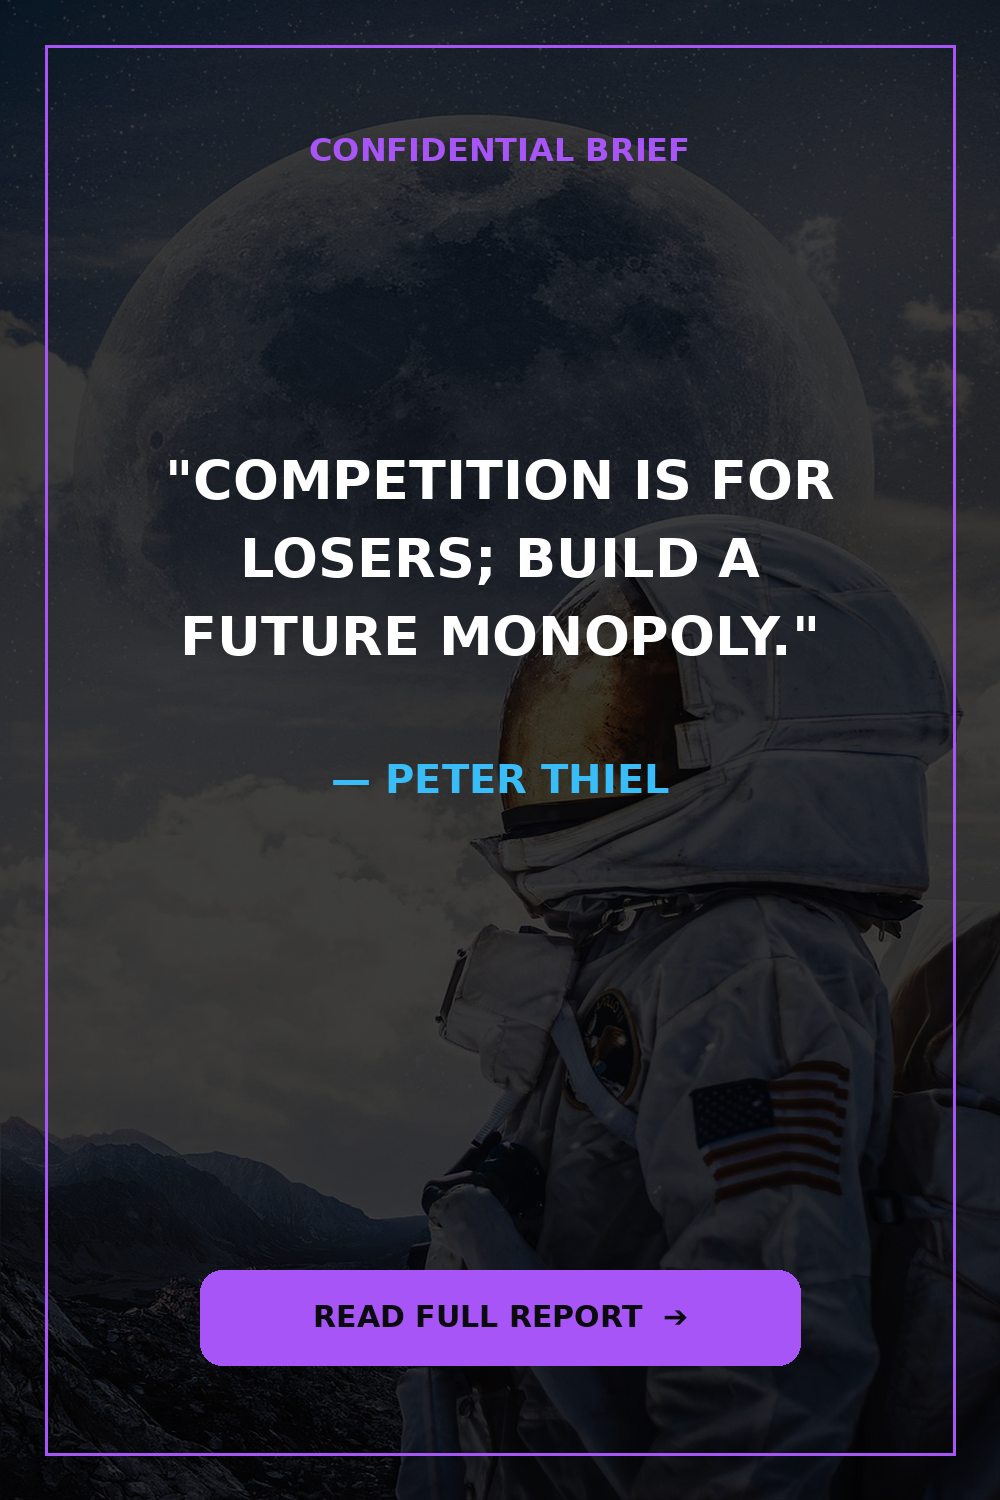 CONFIDENTIAL BRIEF
"COMPETITION IS FOR
LOSERS; BUILD A
FUTURE MONOPOLY."
— PETER THIEL
READ FULL REPORT ➔